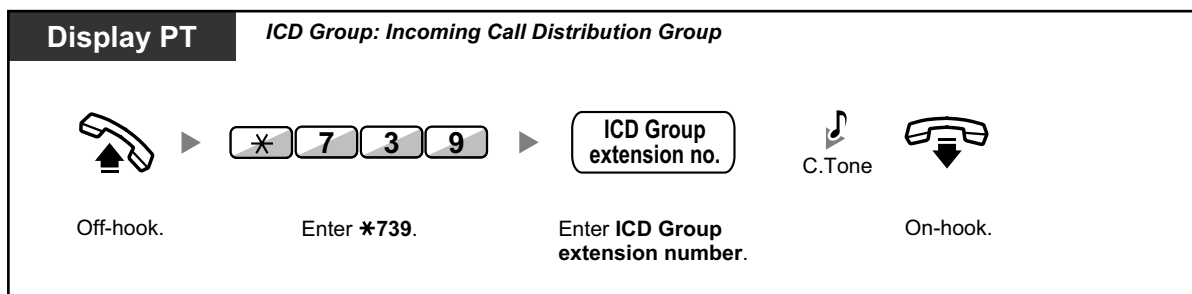 Display PT
ICD Group: Incoming Call Distribution Group
* 7 3 9
ICD Group
extension no.
C.Tone
Off-hook.
Enter *739.
Enter ICD Group
extension number.
On-hook.